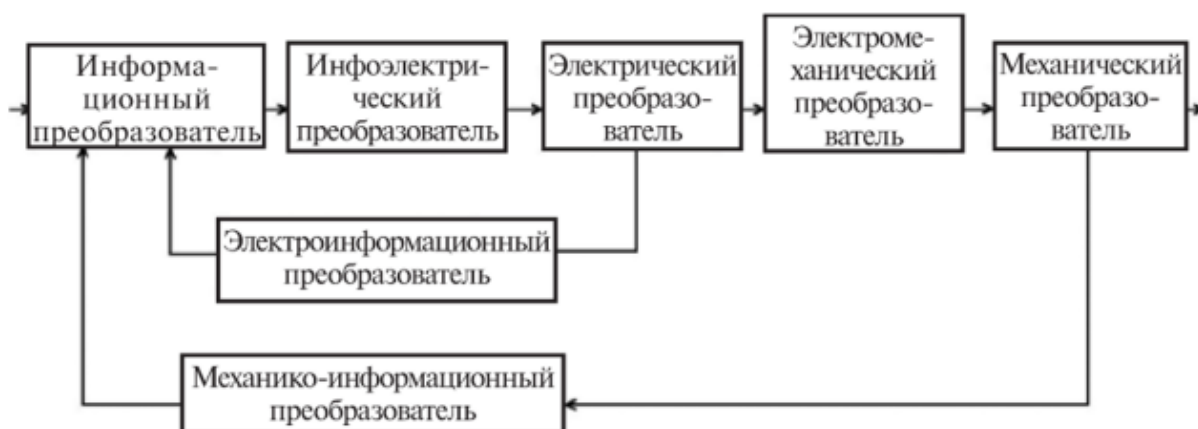 Информа-
ционный
преобразователь
Инфоэлектри-
ческий
преобразователь
Электрический
преобразо-
ватель
Электроме-
ханический
преобразо-
ватель
Механический
преобразо-
ватель
Электроинформационный
преобразователь
Механико-информационный
преобразователь